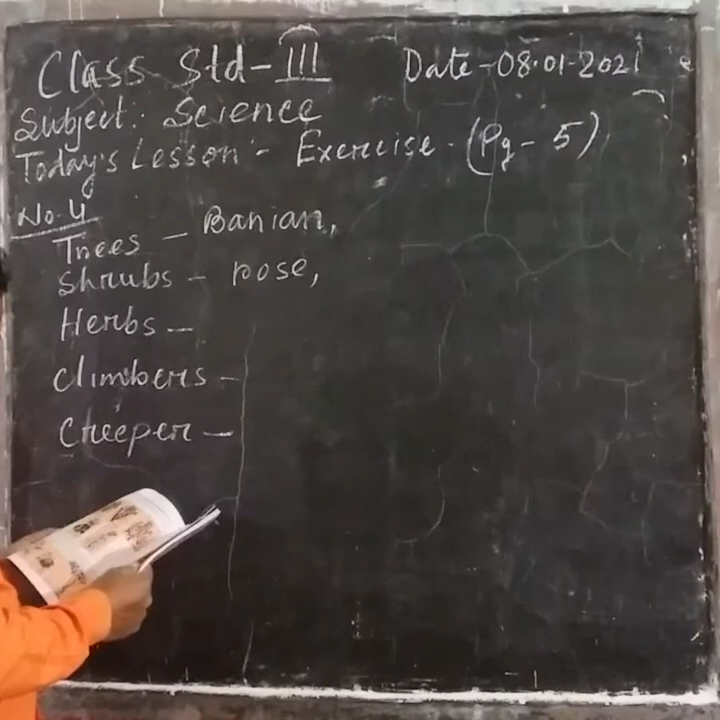 Class Std-III Date-08.01.2021
Subject: Science
Today's Lesson - Exercise - (Pg-5)
No.4
Trees - Banian,
Shrubs - rose,
Herbs -
Climbers -
Creeper -